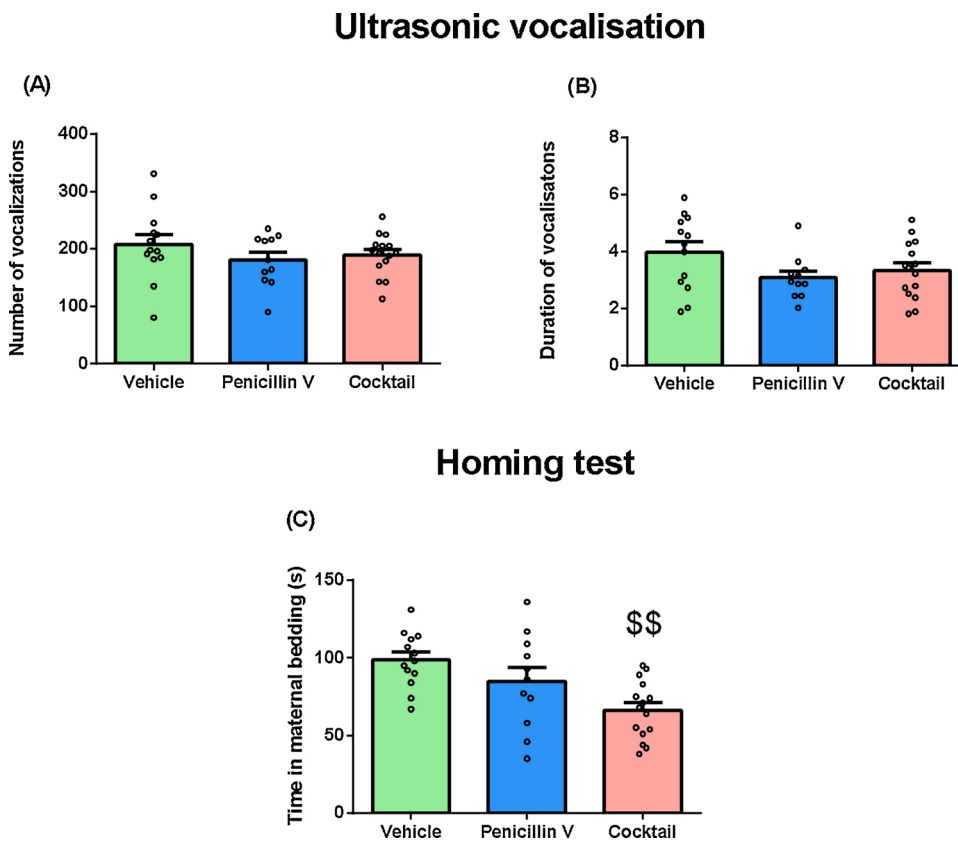 Ultrasonic vocalisation
(A)
Number of vocalizations
400
300
200
100
0
Vehicle Penicillin V Cocktail
(B)
Duration of vocalisatons
8
6
4
2
0
Vehicle Penicillin V Cocktail
Homing test
(C)
Time in maternal bedding (s)
150
100
50
0
$$
Vehicle Penicillin V Cocktail